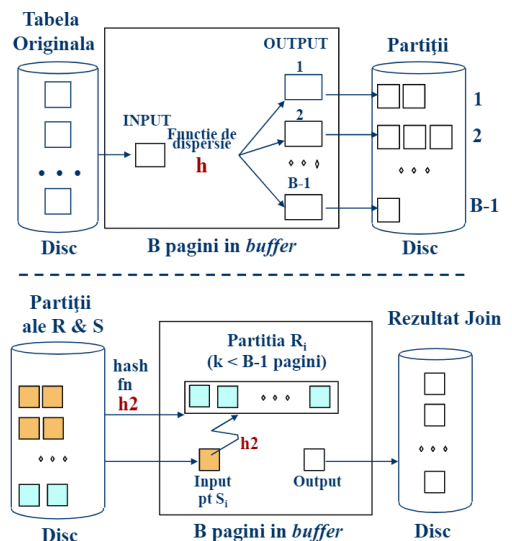 Tabela
Originala
OUTPUT
Partiţii
1
INPUT
Functie de
dispersie
h
2
B-1
1
2
B-1
Disc
B pagini in buffer
Disc
Partiţii
ale R & S
Partitia Ri
(k < B-1 pagini)
Rezultat Join
hash
fn
h2
h2
Input
pt Si
Output
B pagini in buffer
Disc
Disc